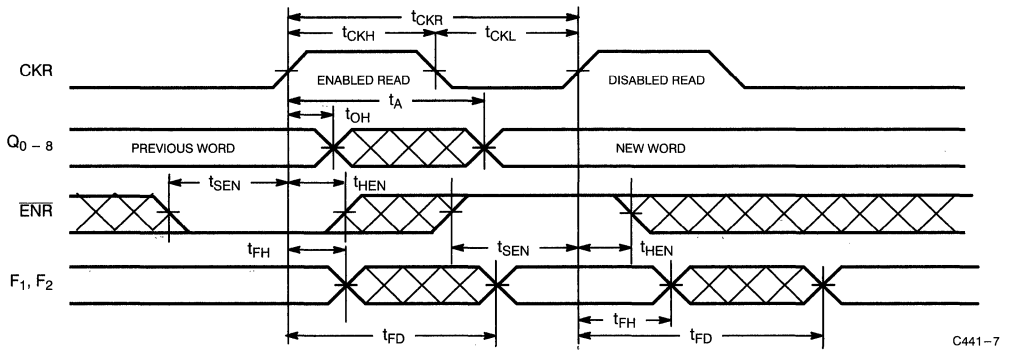 tCKR
tCKH
tCKL
CKR
ENABLED READ
DISABLED READ
tA
tOH
Q0 – 8
PREVIOUS WORD
NEW WORD
tSEN
tHEN
ENR
tFH
tSEN
tHEN
F1, F2
tFH
tFD
tFD
C441–7